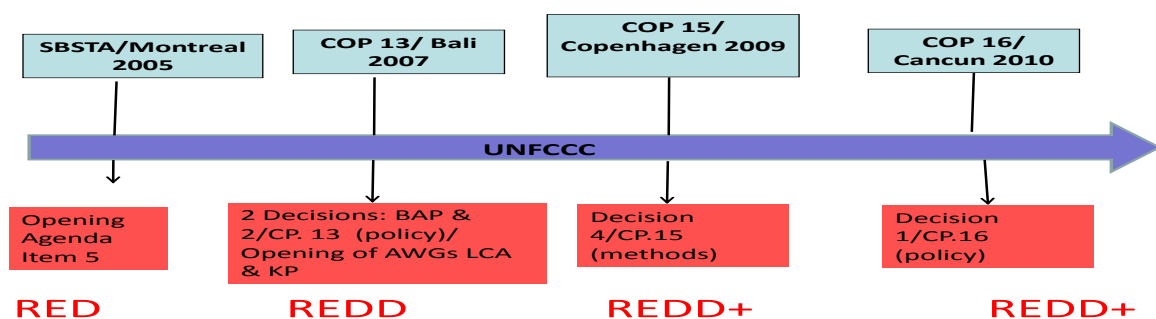 SBSTA/Montreal
2005
COP 13/ Bali
2007
COP 15/
Copenhagen 2009
COP 16/
Cancun 2010
UNFCCC
Opening
Agenda
Item 5
2 Decisions: BAP &
2/CP. 13 (policy)/
Opening of AWGs LCA
& KP
Decision
4/CP.15
(methods)
Decision
1/CP.16
(policy)
RED
REDD
REDD+
REDD+